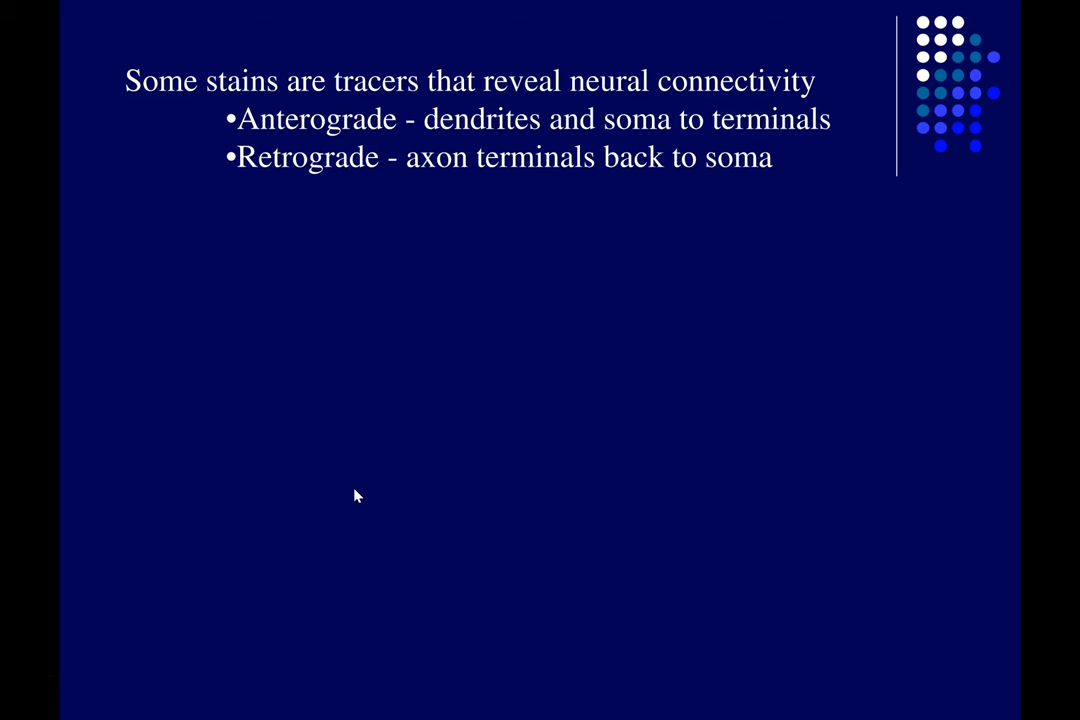 Some stains are tracers that reveal neural connectivity
•Anterograde - dendrites and soma to terminals
•Retrograde - axon terminals back to soma